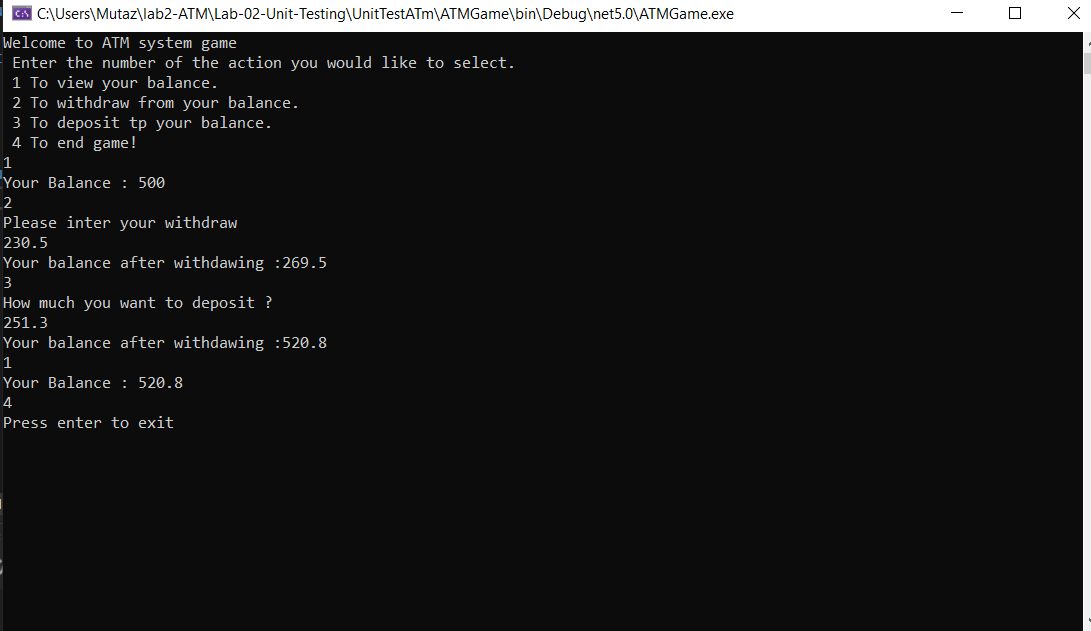 C:\Users\Mutaz\lab2-ATM\Lab-02-Unit-Testing\UnitTestATm\ATMGame\bin\Debug\net5.0\ATMGame.exe
Welcome to ATM system game
 Enter the number of the action you would like to select.
 1 To view your balance.
 2 To withdraw from your balance.
 3 To deposit tp your balance.
 4 To end game!
1
Your Balance : 500
2
Please inter your withdraw
230.5
Your balance after withdawing :269.5
3
How much you want to deposit ?
251.3
Your balance after withdawing :520.8
1
Your Balance : 520.8
4
Press enter to exit